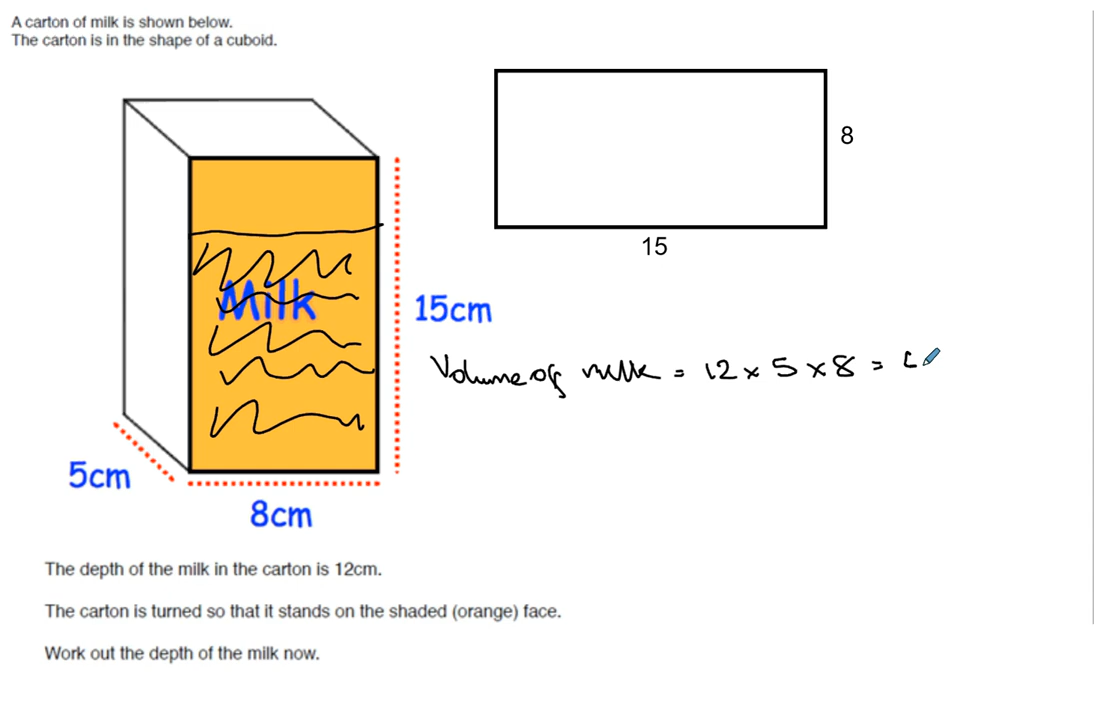 A carton of milk is shown below.
The carton is in the shape of a cuboid.
8
15
Milk
15cm
Volume of milk = 12 x 5 x 8 =
5cm
8cm
The depth of the milk in the carton is 12cm.
The carton is turned so that it stands on the shaded (orange) face.
Work out the depth of the milk now.